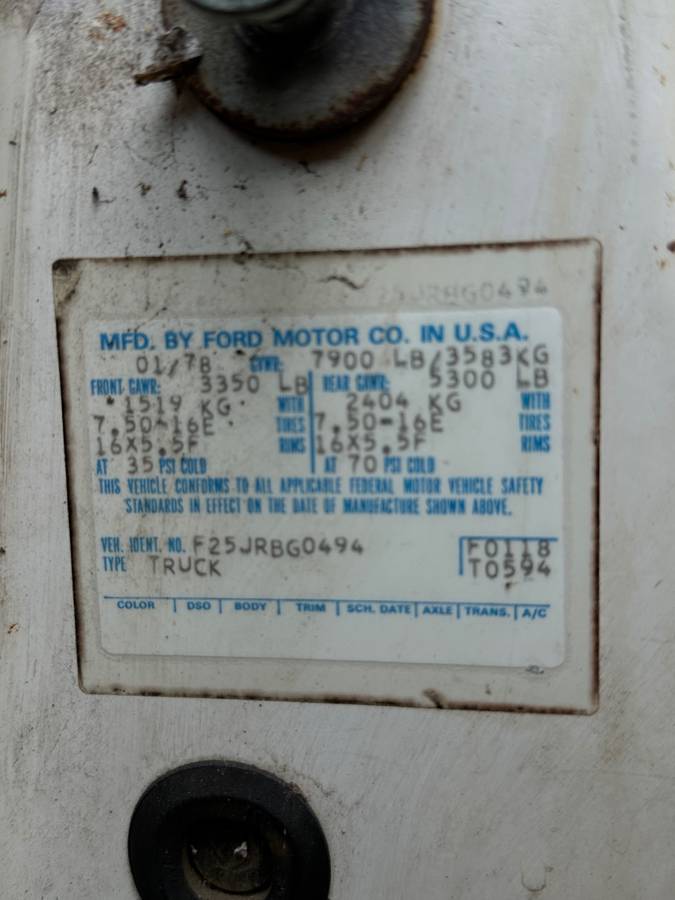 25JRBG0494
MFD. BY FORD MOTOR CO. IN U.S.A.
01/78 GVWR: 7900 LB/3583KG
FRONT GAWR: 3350 LB REAR GAWR: 5300 LB
1519 KG WITH 2404 KG WITH
7.50-16E TIRES 7.50-16E TIRES
16X5.5F RIMS 16X5.5F RIMS
AT 35 PSI COLD AT 70 PSI COLD
THIS VEHICLE CONFORMS TO ALL APPLICABLE FEDERAL MOTOR VEHICLE SAFETY
STANDARDS IN EFFECT ON THE DATE OF MANUFACTURE SHOWN ABOVE.
VEH. IDENT. NO. F25JRBG0494 F0118
TYPE TRUCK T0594
COLOR DSO BODY TRIM SCH. DATE AXLE TRANS. A/C